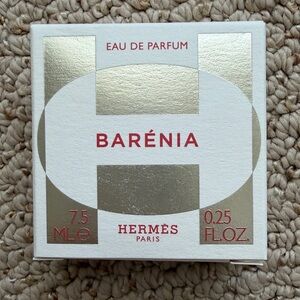 EAU DE PARFUM
BARÉNIA
7.5 0.25
ML℮ FL.OZ.
HERMÈS
PARIS